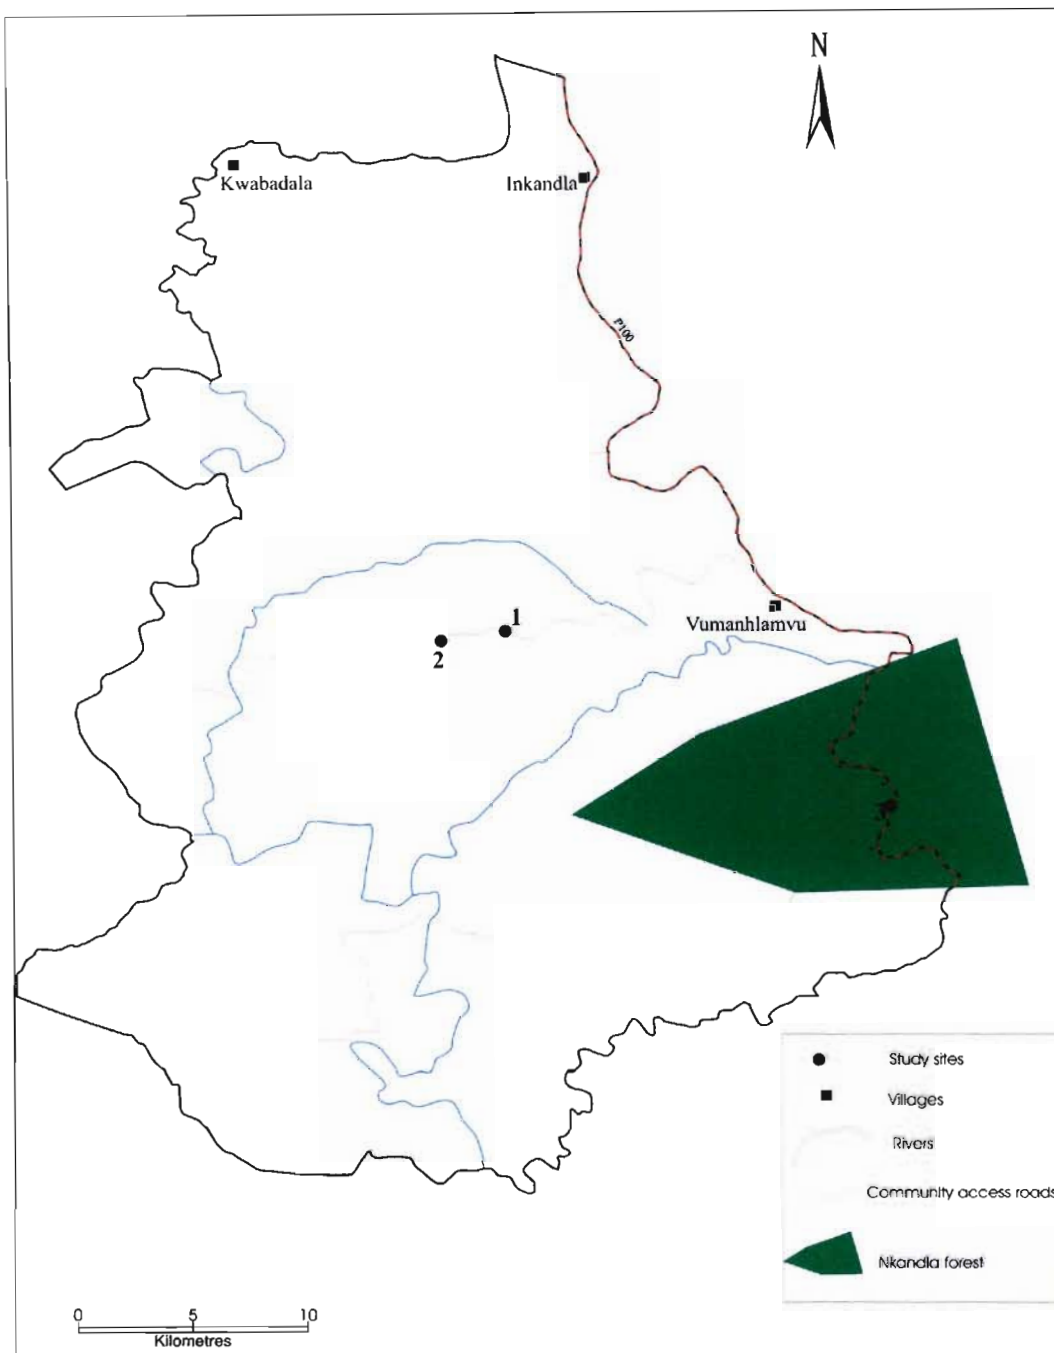 N
Kwabadala
Inkandla
P100
1
2
Vumanhlamvu
Study sites
Villages
Rivers
Community access roads
Nkandla forest
0 5 10
Kilometres